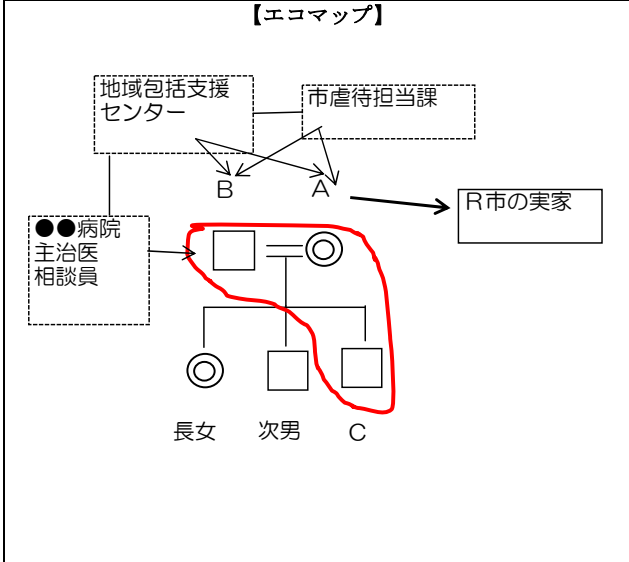 【エコマップ】
地域包括支援
センター
市虐待担当課
B
A
R市の実家
●●病院
主治医
相談員
長女
次男
C